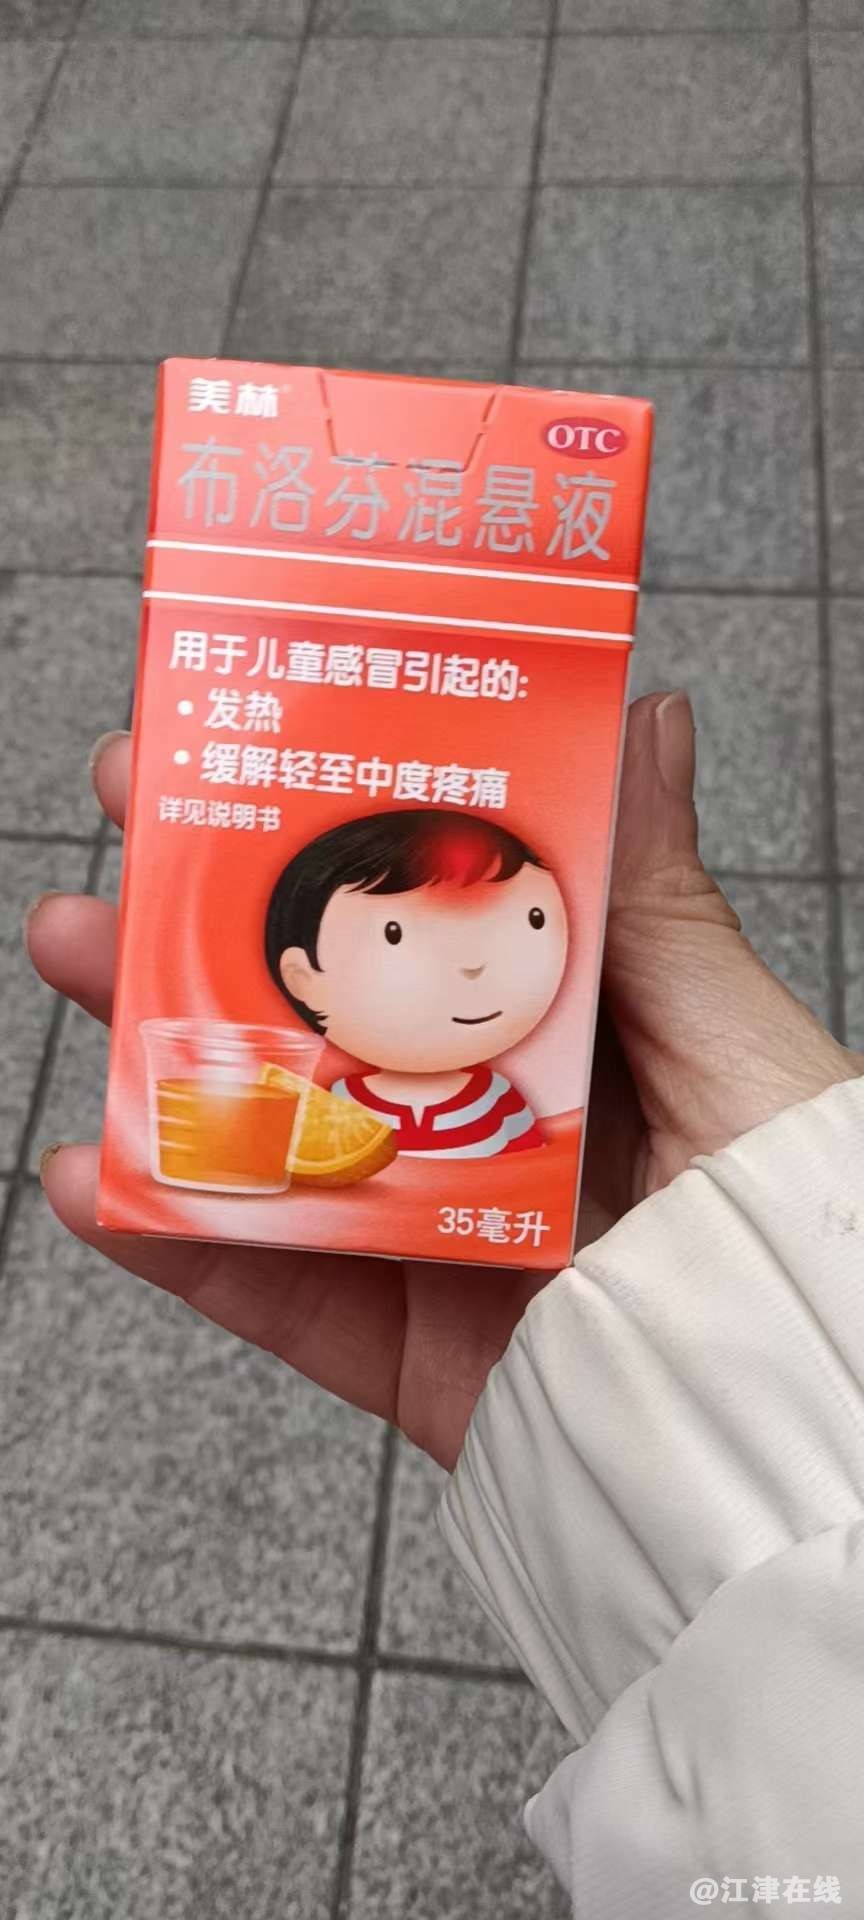 美林®
OTC
布洛芬混悬液
用于儿童感冒引起的:
• 发热
• 缓解轻至中度疼痛
详见说明书
35毫升
@江津在线